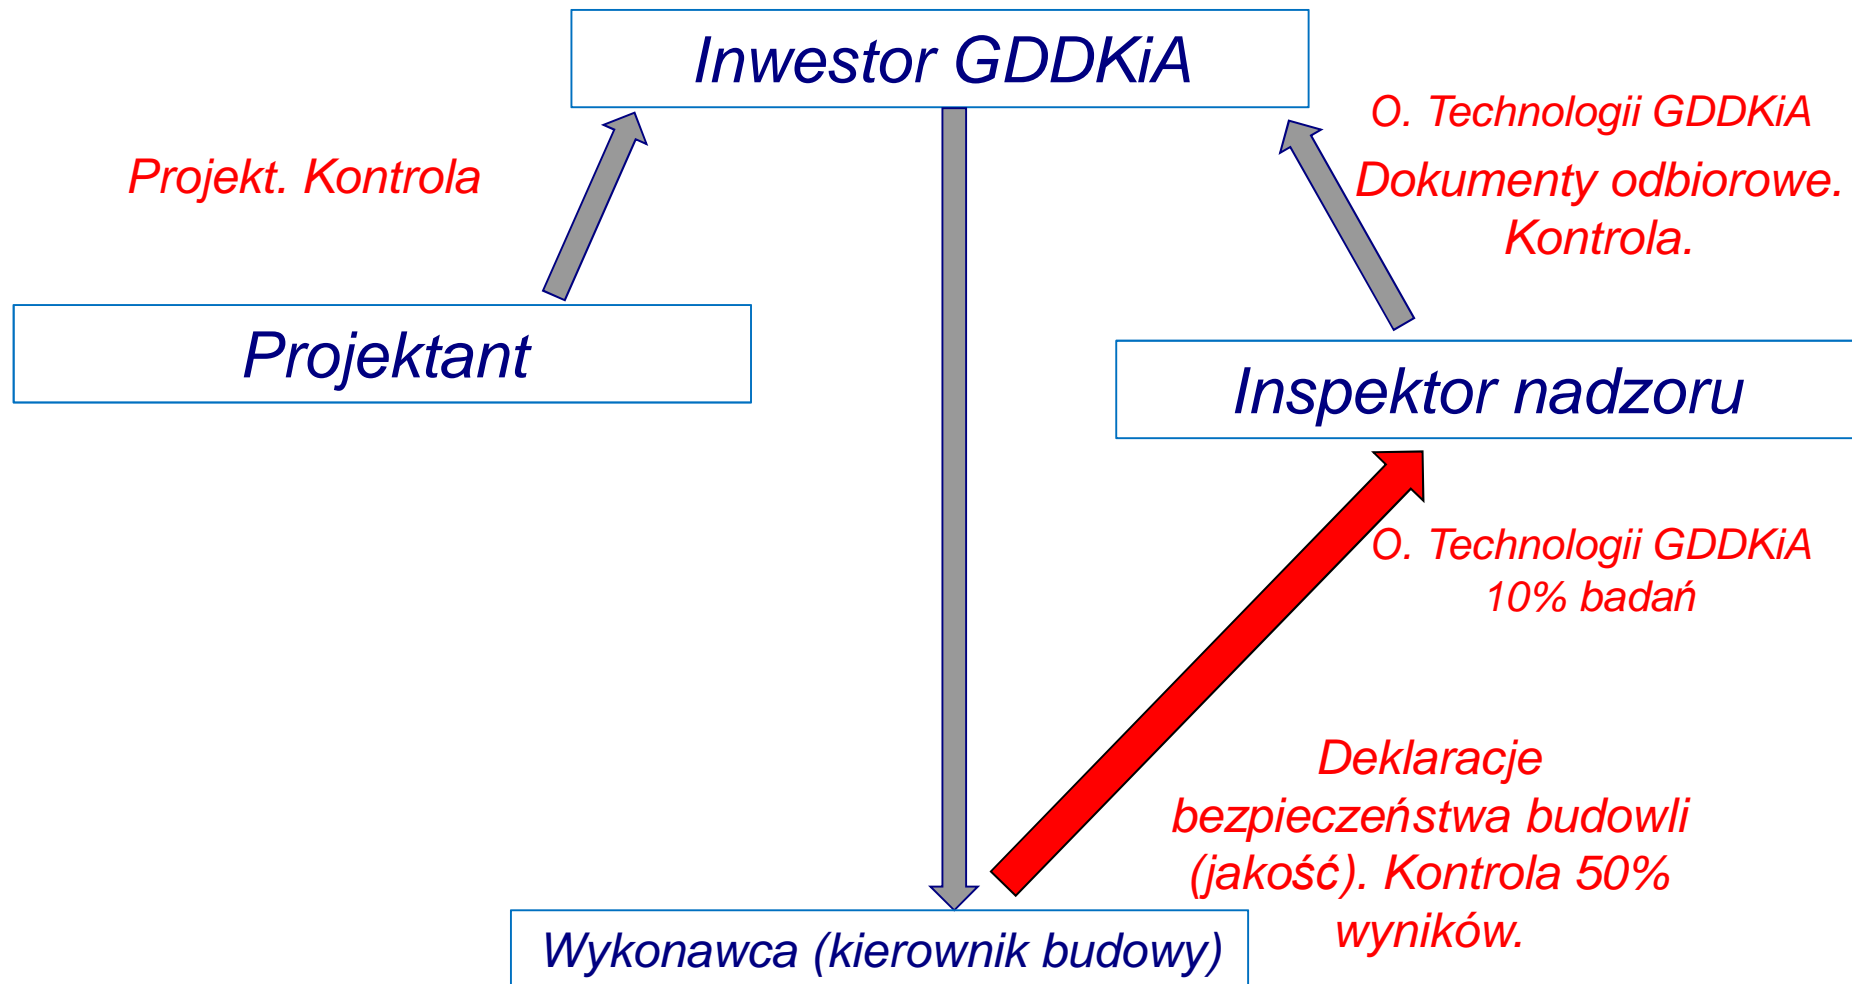 Inwestor GDDKiA
O. Technologii GDDKiA
Projekt. Kontrola
Dokumenty odbiorowe.
Kontrola.
Projektant
Inspektor nadzoru
O. Technologii GDDKiA
10% badań
Deklaracje
bezpieczeństwa budowli
(jakość). Kontrola 50%
wyników.
Wykonawca (kierownik budowy)